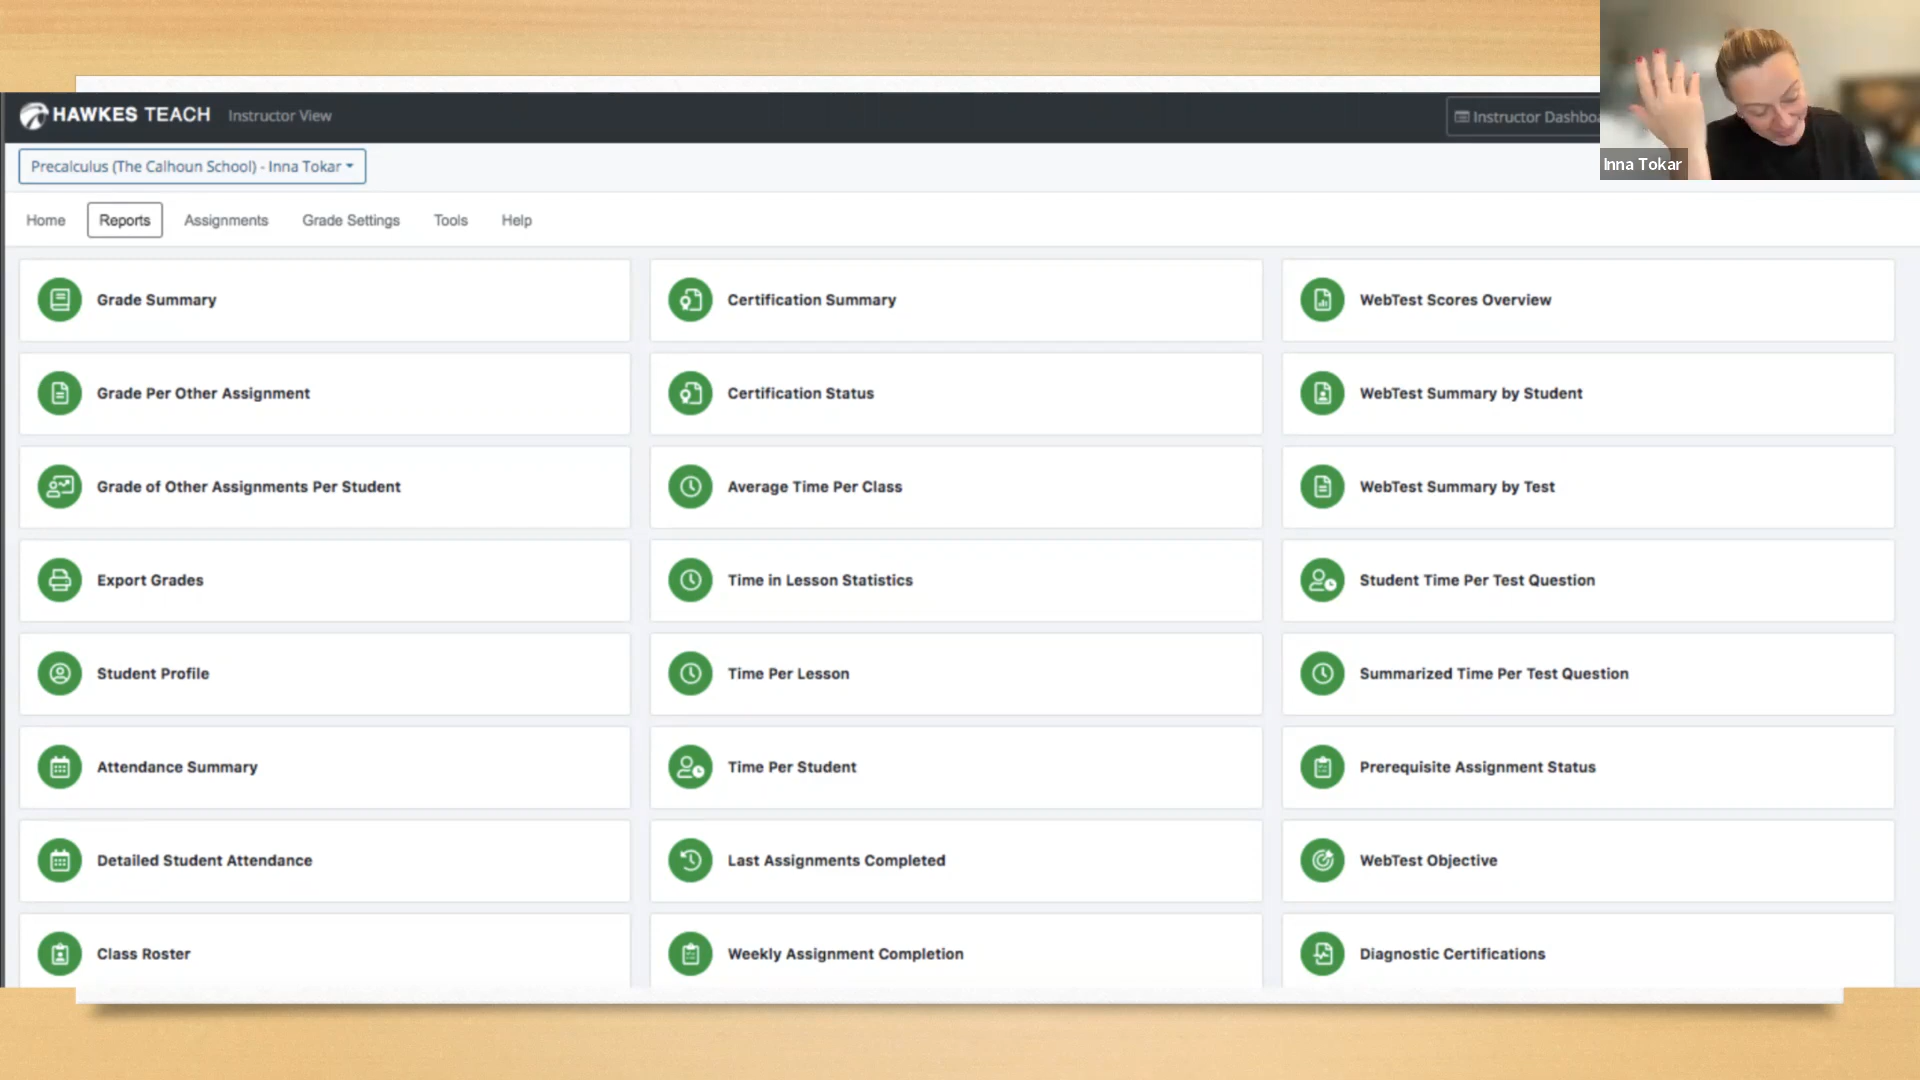 HAWKES TEACH Instructor View
Instructor Dashboa
Inna Tokar
Precalculus (The Calhoun School) - Inna Tokar
Home Reports Assignments Grade Settings Tools Help
Grade Summary
Certification Summary
WebTest Scores Overview
Grade Per Other Assignment
Certification Status
WebTest Summary by Student
Grade of Other Assignments Per Student
Average Time Per Class
WebTest Summary by Test
Export Grades
Time in Lesson Statistics
Student Time Per Test Question
Student Profile
Time Per Lesson
Summarized Time Per Test Question
Attendance Summary
Time Per Student
Prerequisite Assignment Status
Detailed Student Attendance
Last Assignments Completed
WebTest Objective
Class Roster
Weekly Assignment Completion
Diagnostic Certifications